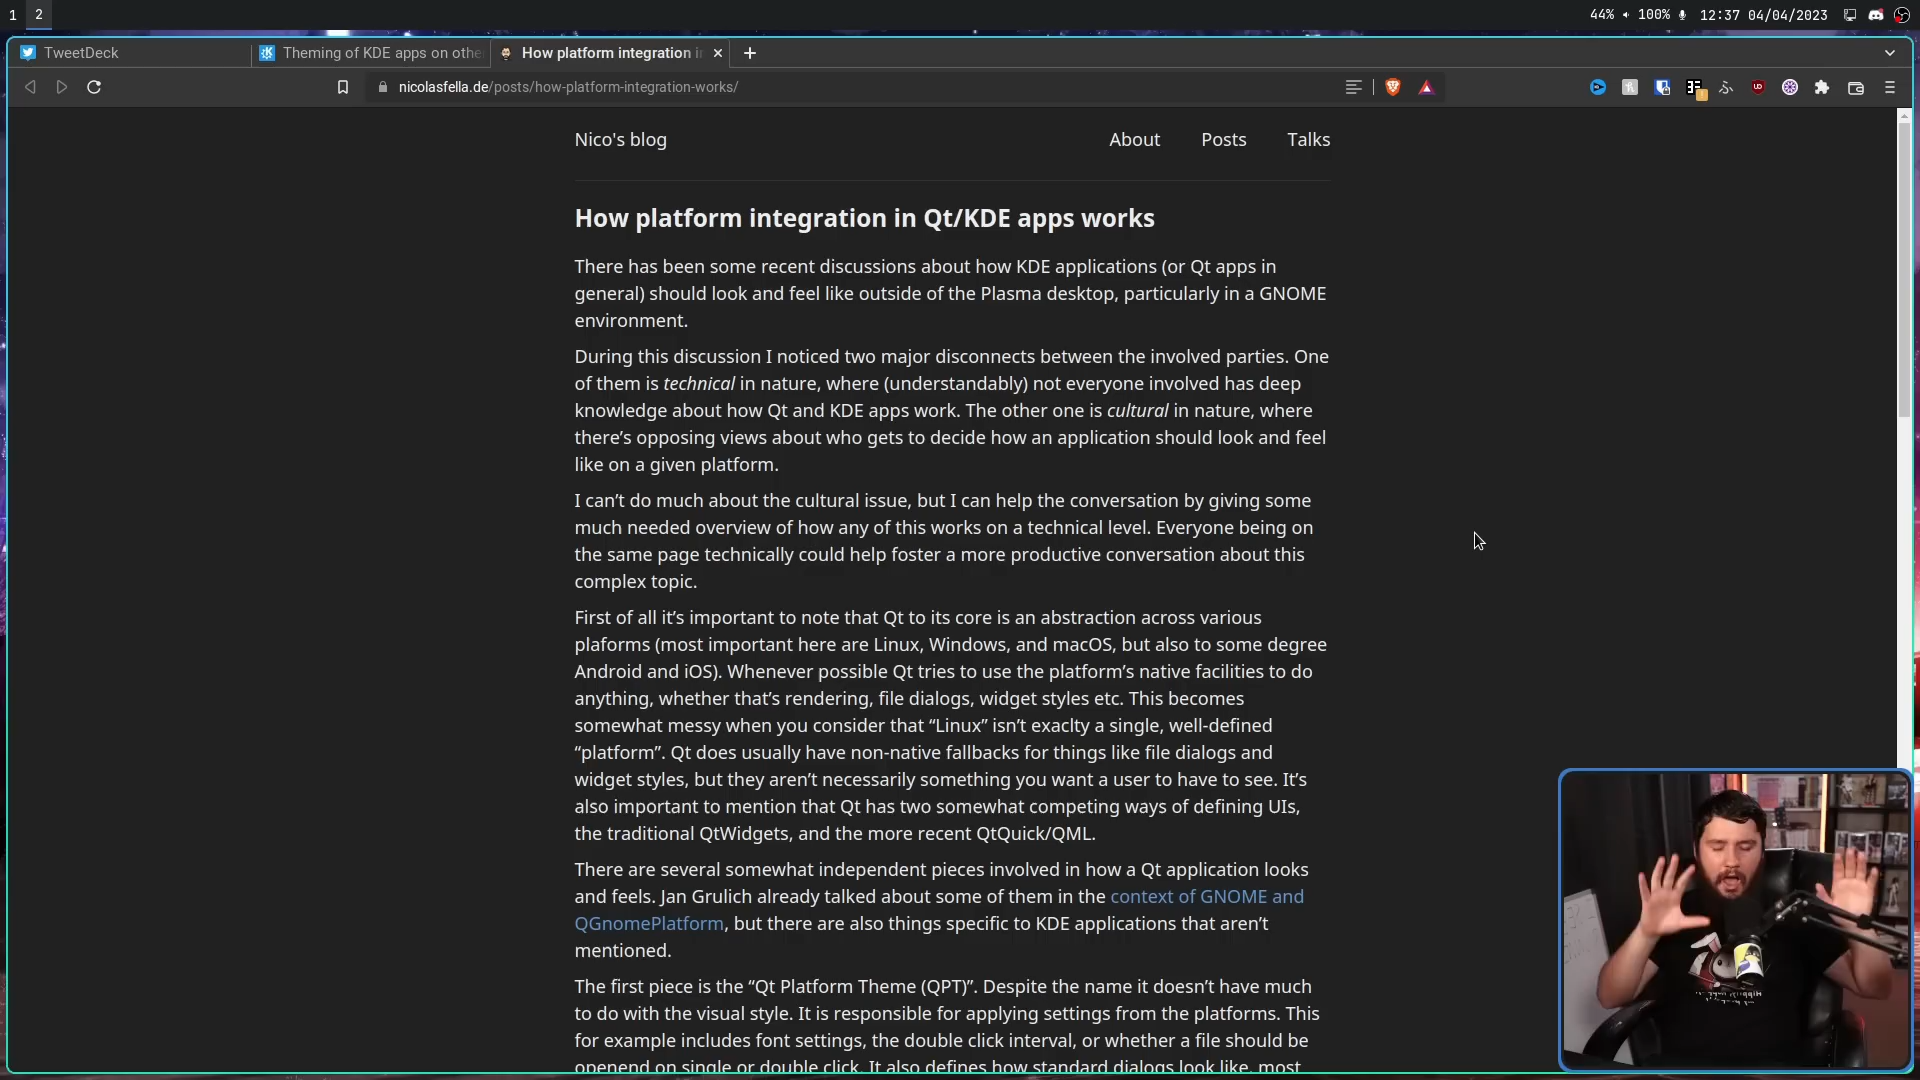 1 2 44% 100% 12:37 04/04/2023
TweetDeck Theming of KDE apps on othe How platform integration i
nicolasfella.de/posts/how-platform-integration-works/
Nico's blog About Posts Talks
How platform integration in Qt/KDE apps works
There has been some recent discussions about how KDE applications (or Qt apps in
general) should look and feel like outside of the Plasma desktop, particularly in a GNOME
environment.
During this discussion I noticed two major disconnects between the involved parties. One
of them is technical in nature, where (understandably) not everyone involved has deep
knowledge about how Qt and KDE apps work. The other one is cultural in nature, where
there’s opposing views about who gets to decide how an application should look and feel
like on a given platform.
I can’t do much about the cultural issue, but I can help the conversation by giving some
much needed overview of how any of this works on a technical level. Everyone being on
the same page technically could help foster a more productive conversation about this
complex topic.
First of all it’s important to note that Qt to its core is an abstraction across various
plaforms (most important here are Linux, Windows, and macOS, but also to some degree
Android and iOS). Whenever possible Qt tries to use the platform’s native facilities to do
anything, whether that’s rendering, file dialogs, widget styles etc. This becomes
somewhat messy when you consider that “Linux” isn’t exaclty a single, well-defined
“platform”. Qt does usually have non-native fallbacks for things like file dialogs and
widget styles, but they aren’t necessarily something you want a user to have to see. It’s
also important to mention that Qt has two somewhat competing ways of defining UIs,
the traditional QtWidgets, and the more recent QtQuick/QML.
There are several somewhat independent pieces involved in how a Qt application looks
and feels. Jan Grulich already talked about some of them in the context of GNOME and
QGnomePlatform, but there are also things specific to KDE applications that aren’t
mentioned.
The first piece is the “Qt Platform Theme (QPT)”. Despite the name it doesn’t have much
to do with the visual style. It is responsible for applying settings from the platforms. This
for example includes font settings, the double click interval, or whether a file should be
openend on single or double click. It also defines how standard dialogs look like, most